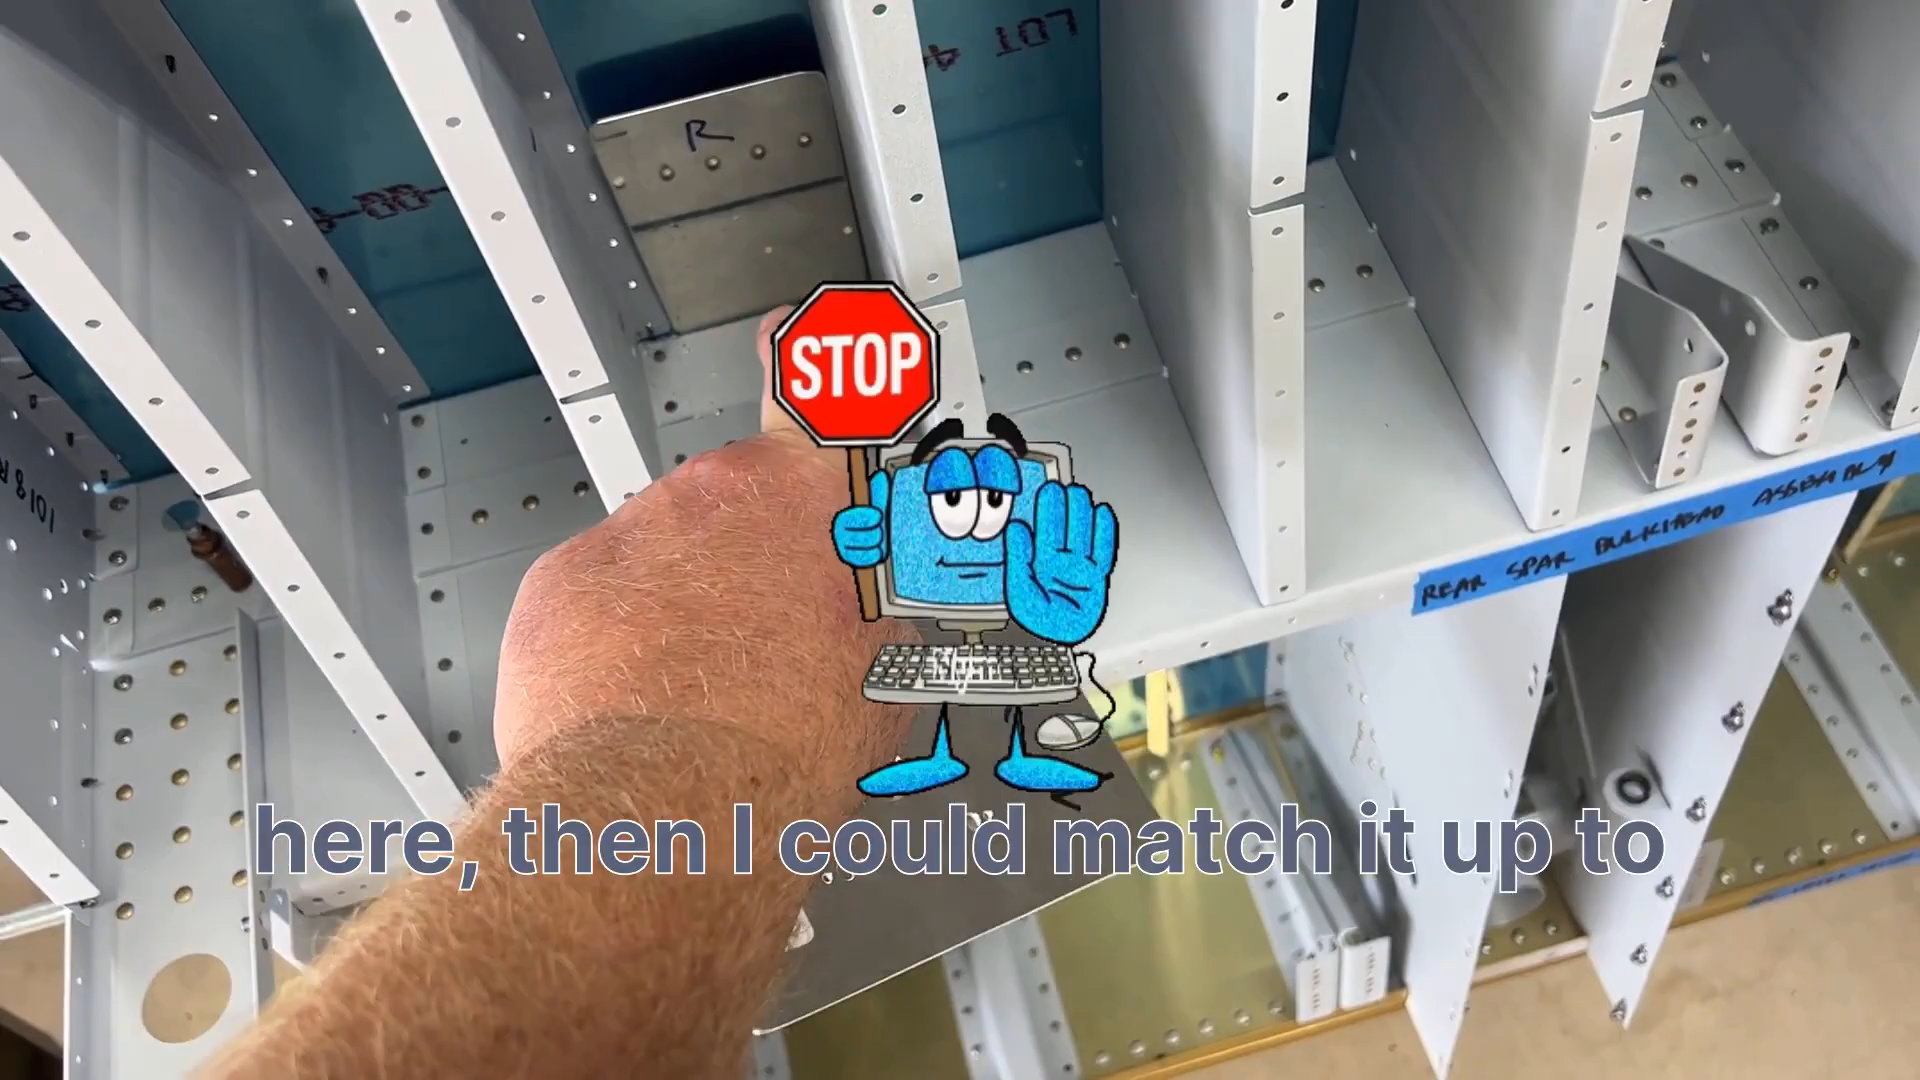 LOT 4
R
STOP
REAR SPAR BULKHEAD ASSEMBLY
here, then I could match it up to